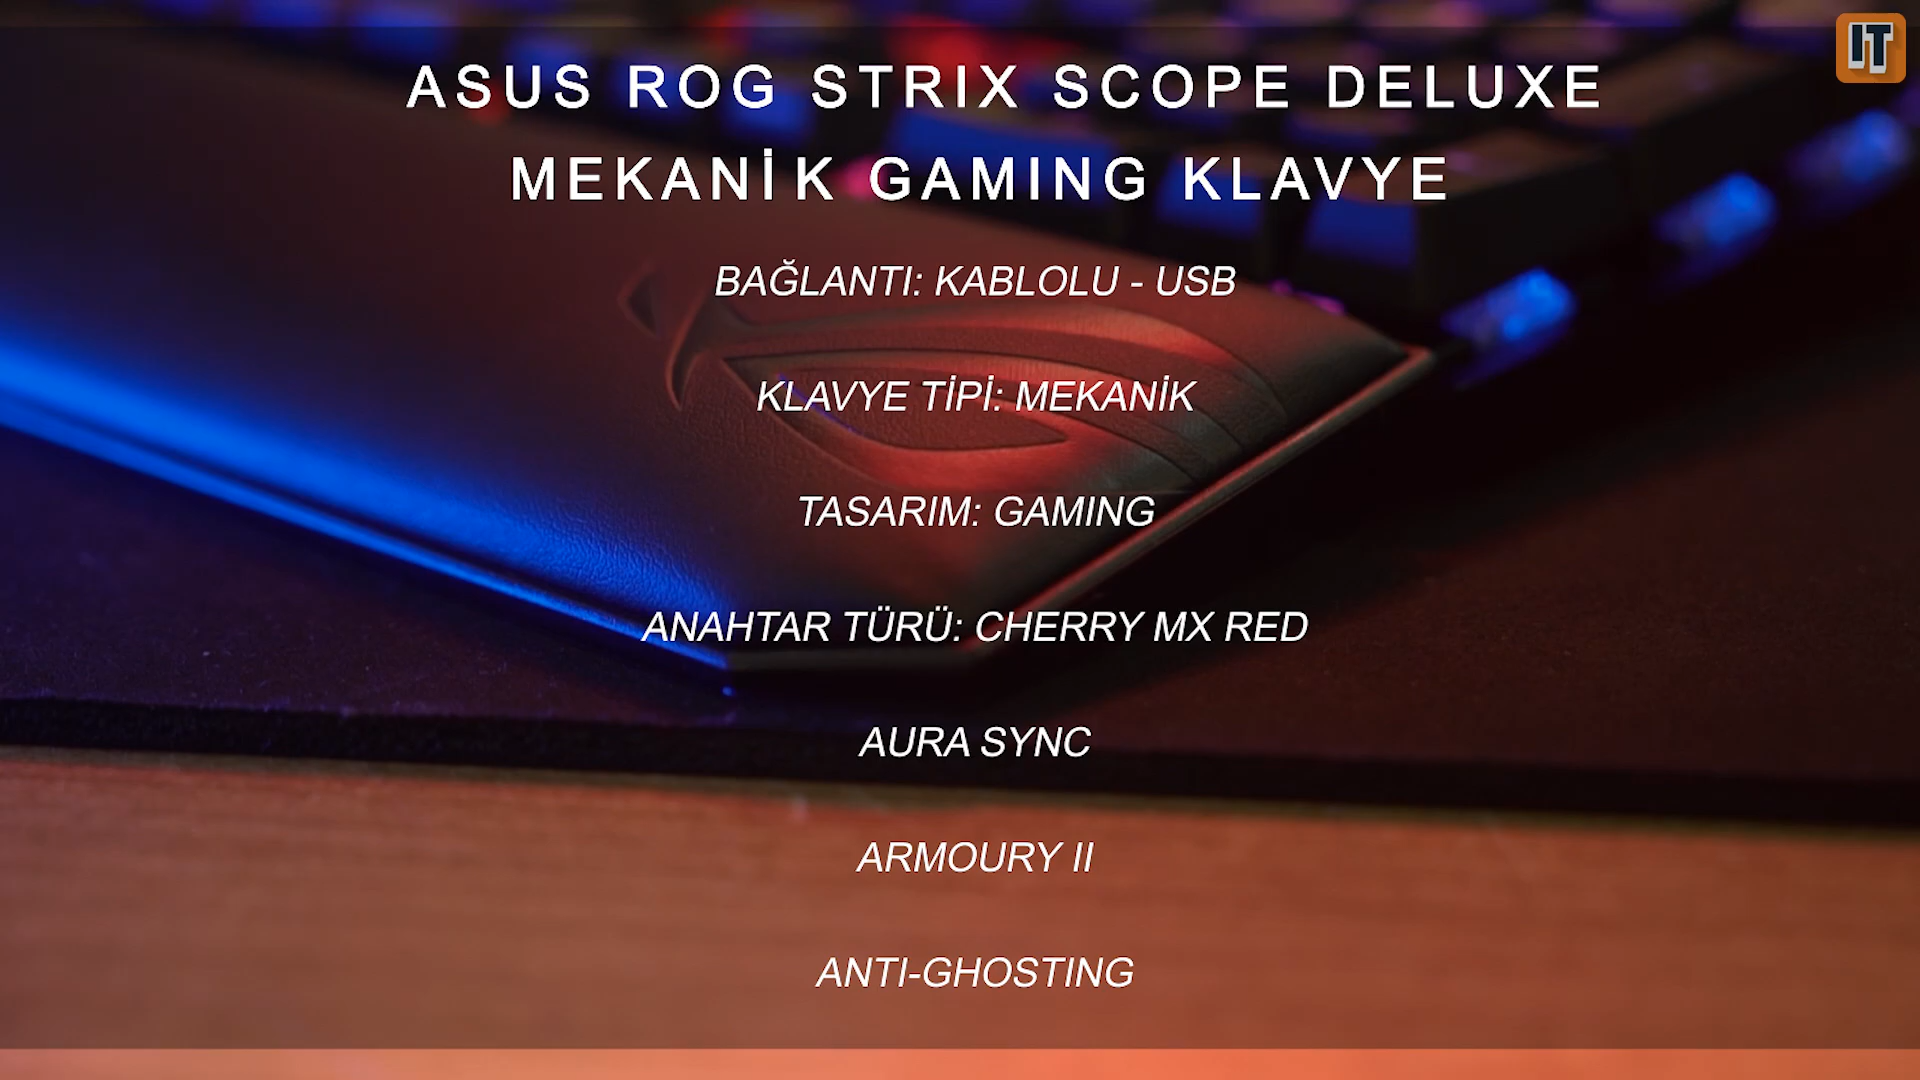 IT
ASUS ROG STRIX SCOPE DELUXE
MEKANİK GAMING KLAVYE
BAĞLANTI: KABLOLU - USB
KLAVYE TİPİ: MEKANİK
TASARIM: GAMING
ANAHTAR TÜRÜ: CHERRY MX RED
AURA SYNC
ARMOURY II
ANTI-GHOSTING